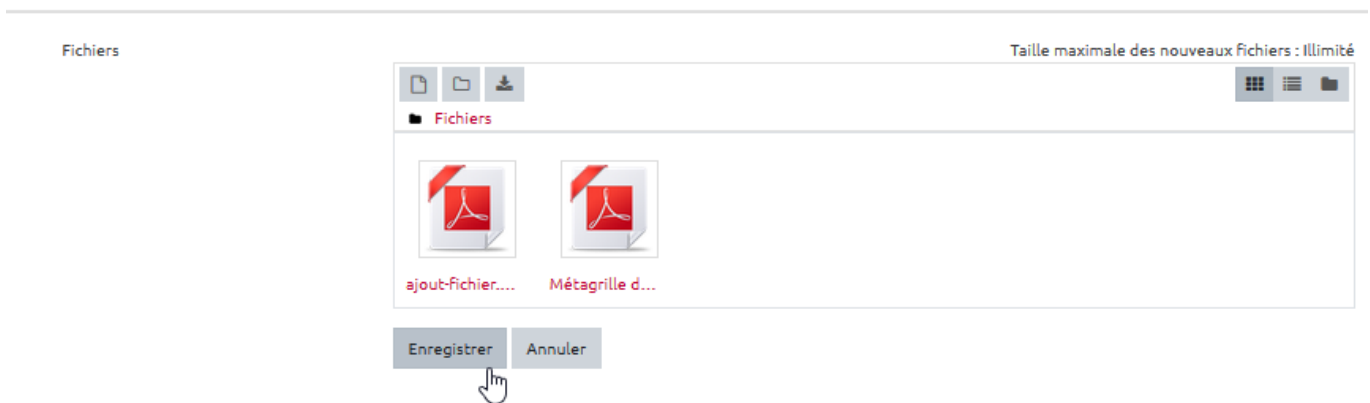 Fichiers
Taille maximale des nouveaux fichiers : Illimité
Fichiers
ajout-fichier.... Métagrille d...
Enregistrer Annuler